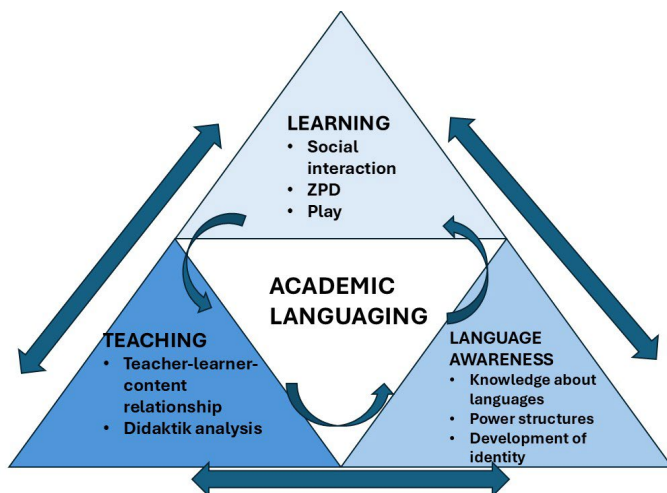 LEARNING
• Social
interaction
• ZPD
• Play
ACADEMIC
LANGUAGING
TEACHING
• Teacher-learner-
content
relationship
• Didaktik analysis
LANGUAGE
AWARENESS
• Knowledge about
languages
• Power structures
• Development of
identity